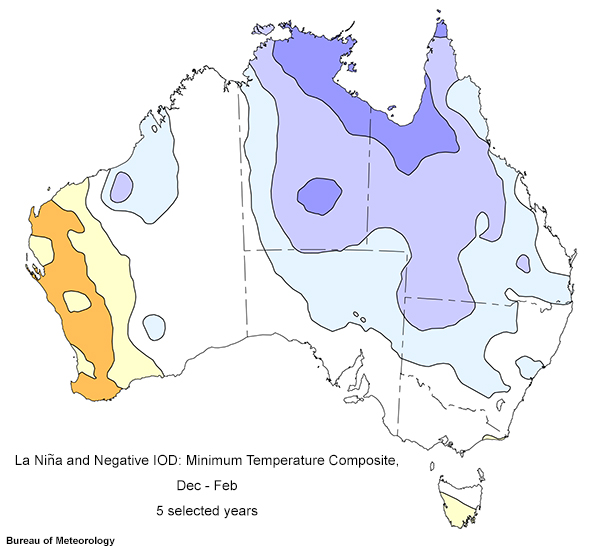 La Niña and Negative IOD: Minimum Temperature Composite,
Dec - Feb
5 selected years
Bureau of Meteorology